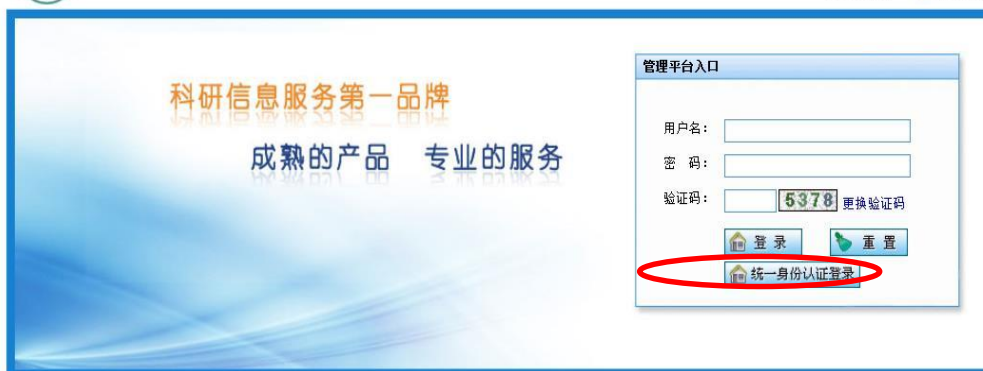 科研信息服务第一品牌
成熟的产品 专业的服务
管理平台入口
用户名：
密 码：
验证码： 5378 更换验证码
登 录 重 置
统一身份认证登录